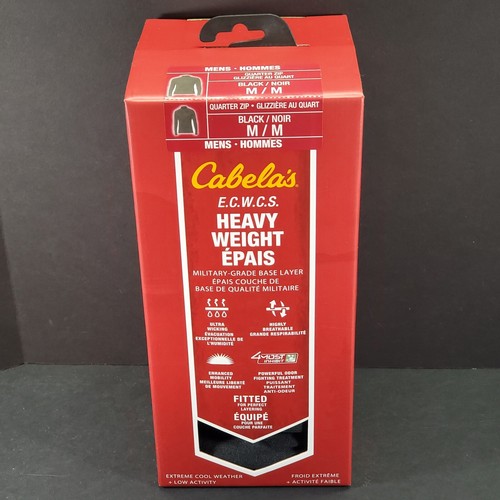 MENS • HOMMES
QUARTER ZIP
GLIZZIÈRE AU QUART
BLACK / NOIR
M / M
QUARTER ZIP • GLIZZIÈRE AU QUART
BLACK / NOIR
M / M
MENS • HOMMES
Cabela's
E.C.W.C.S.
HEAVY
WEIGHT
ÉPAIS
MILITARY-GRADE BASE LAYER
ÉPAIS COUCHE DE
BASE DE QUALITÉ MILITAIRE
ULTRA
WICKING
ÉVACUATION
EXCEPTIONNELLE DE
L'HUMIDITÉ
HIGHLY
BREATHABLE
GRANDE RESPIRABILITÉ
ENHANCED
MOBILITY
MEILLEURE LIBERTÉ
DE MOUVEMENT
4MOST
INHIBIT
POWERFUL ODOR
FIGHTING TREATMENT
PUISSANT
TRAITEMENT
ANTI-ODEUR
FITTED
FOR PERFECT
LAYERING
ÉQUIPÉ
POUR UNE
COUCHE PARFAITE
EXTREME COOL WEATHER
+ LOW ACTIVITY
FROID EXTRÊME
+ ACTIVITÉ FAIBLE